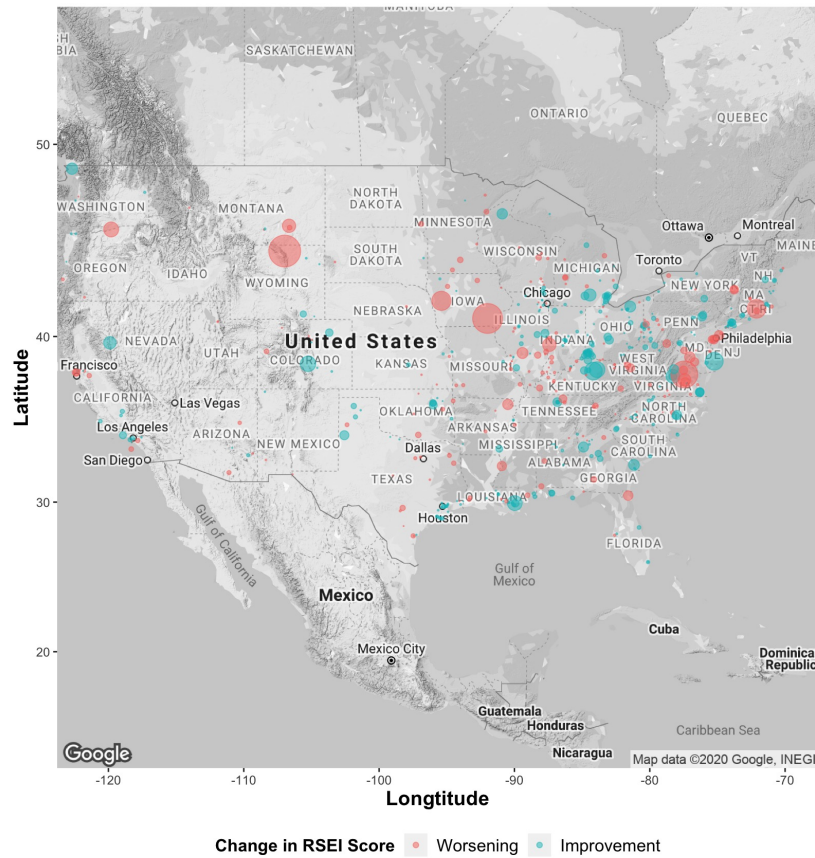 MANITOBA
SH
BIA
SASKATCHEWAN
ONTARIO
QUEBEC
50
NORTH
DAKOTA
WASHINGTON
MONTANA
MINNESOTA
Ottawa
Montreal
MAINE
SOUTH
DAKOTA
WISCONSIN
Toronto
VT
NH
OREGON
IDAHO
MICHIGAN
WYOMING
NEW YORK
MA
Chicago
IOWA
CT RI
NEBRASKA
ILLINOIS
40
United States
OHIO
PENN
Philadelphia
NEVADA
INDIANA
MD
UTAH
COLORADO
KANSAS
MISSOURI
WEST
VIRGINIA
DE NJ
Francisco
KENTUCKY
VIRGINIA
CALIFORNIA
Las Vegas
OKLAHOMA
TENNESSEE
NORTH
CAROLINA
Los Angeles
ARIZONA
NEW MEXICO
ARKANSAS
MISSISSIPPI
SOUTH
CAROLINA
San Diego
Dallas
ALABAMA
TEXAS
GEORGIA
LOUISIANA
30
Houston
Gulf of California
FLORIDA
Gulf of
Mexico
Mexico
Cuba
20
Mexico City
Dominica
Republic
Guatemala
Honduras
Caribbean Sea
Nicaragua
Google
Map data ©2020 Google, INEGI
-120
-110
-100
-90
-80
-70
Latitude
Longtitude
Change in RSEI Score
Worsening
Improvement